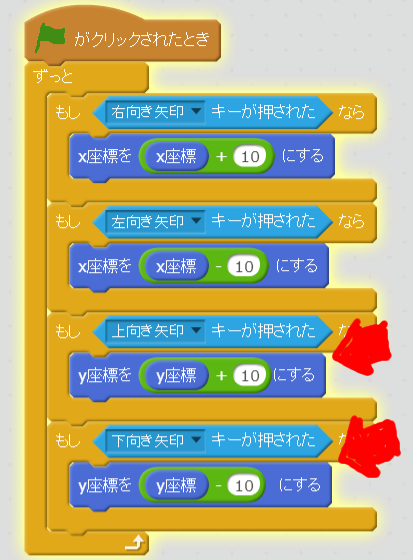 がクリックされたとき
ずっと
もし 右向き矢印 キーが押された なら
x座標を x座標 + 10 にする
もし 左向き矢印 キーが押された なら
x座標を x座標 - 10 にする
もし 上向き矢印 キーが押された な
y座標を y座標 + 10 にする
もし 下向き矢印 キーが押された な
y座標を y座標 - 10 にする